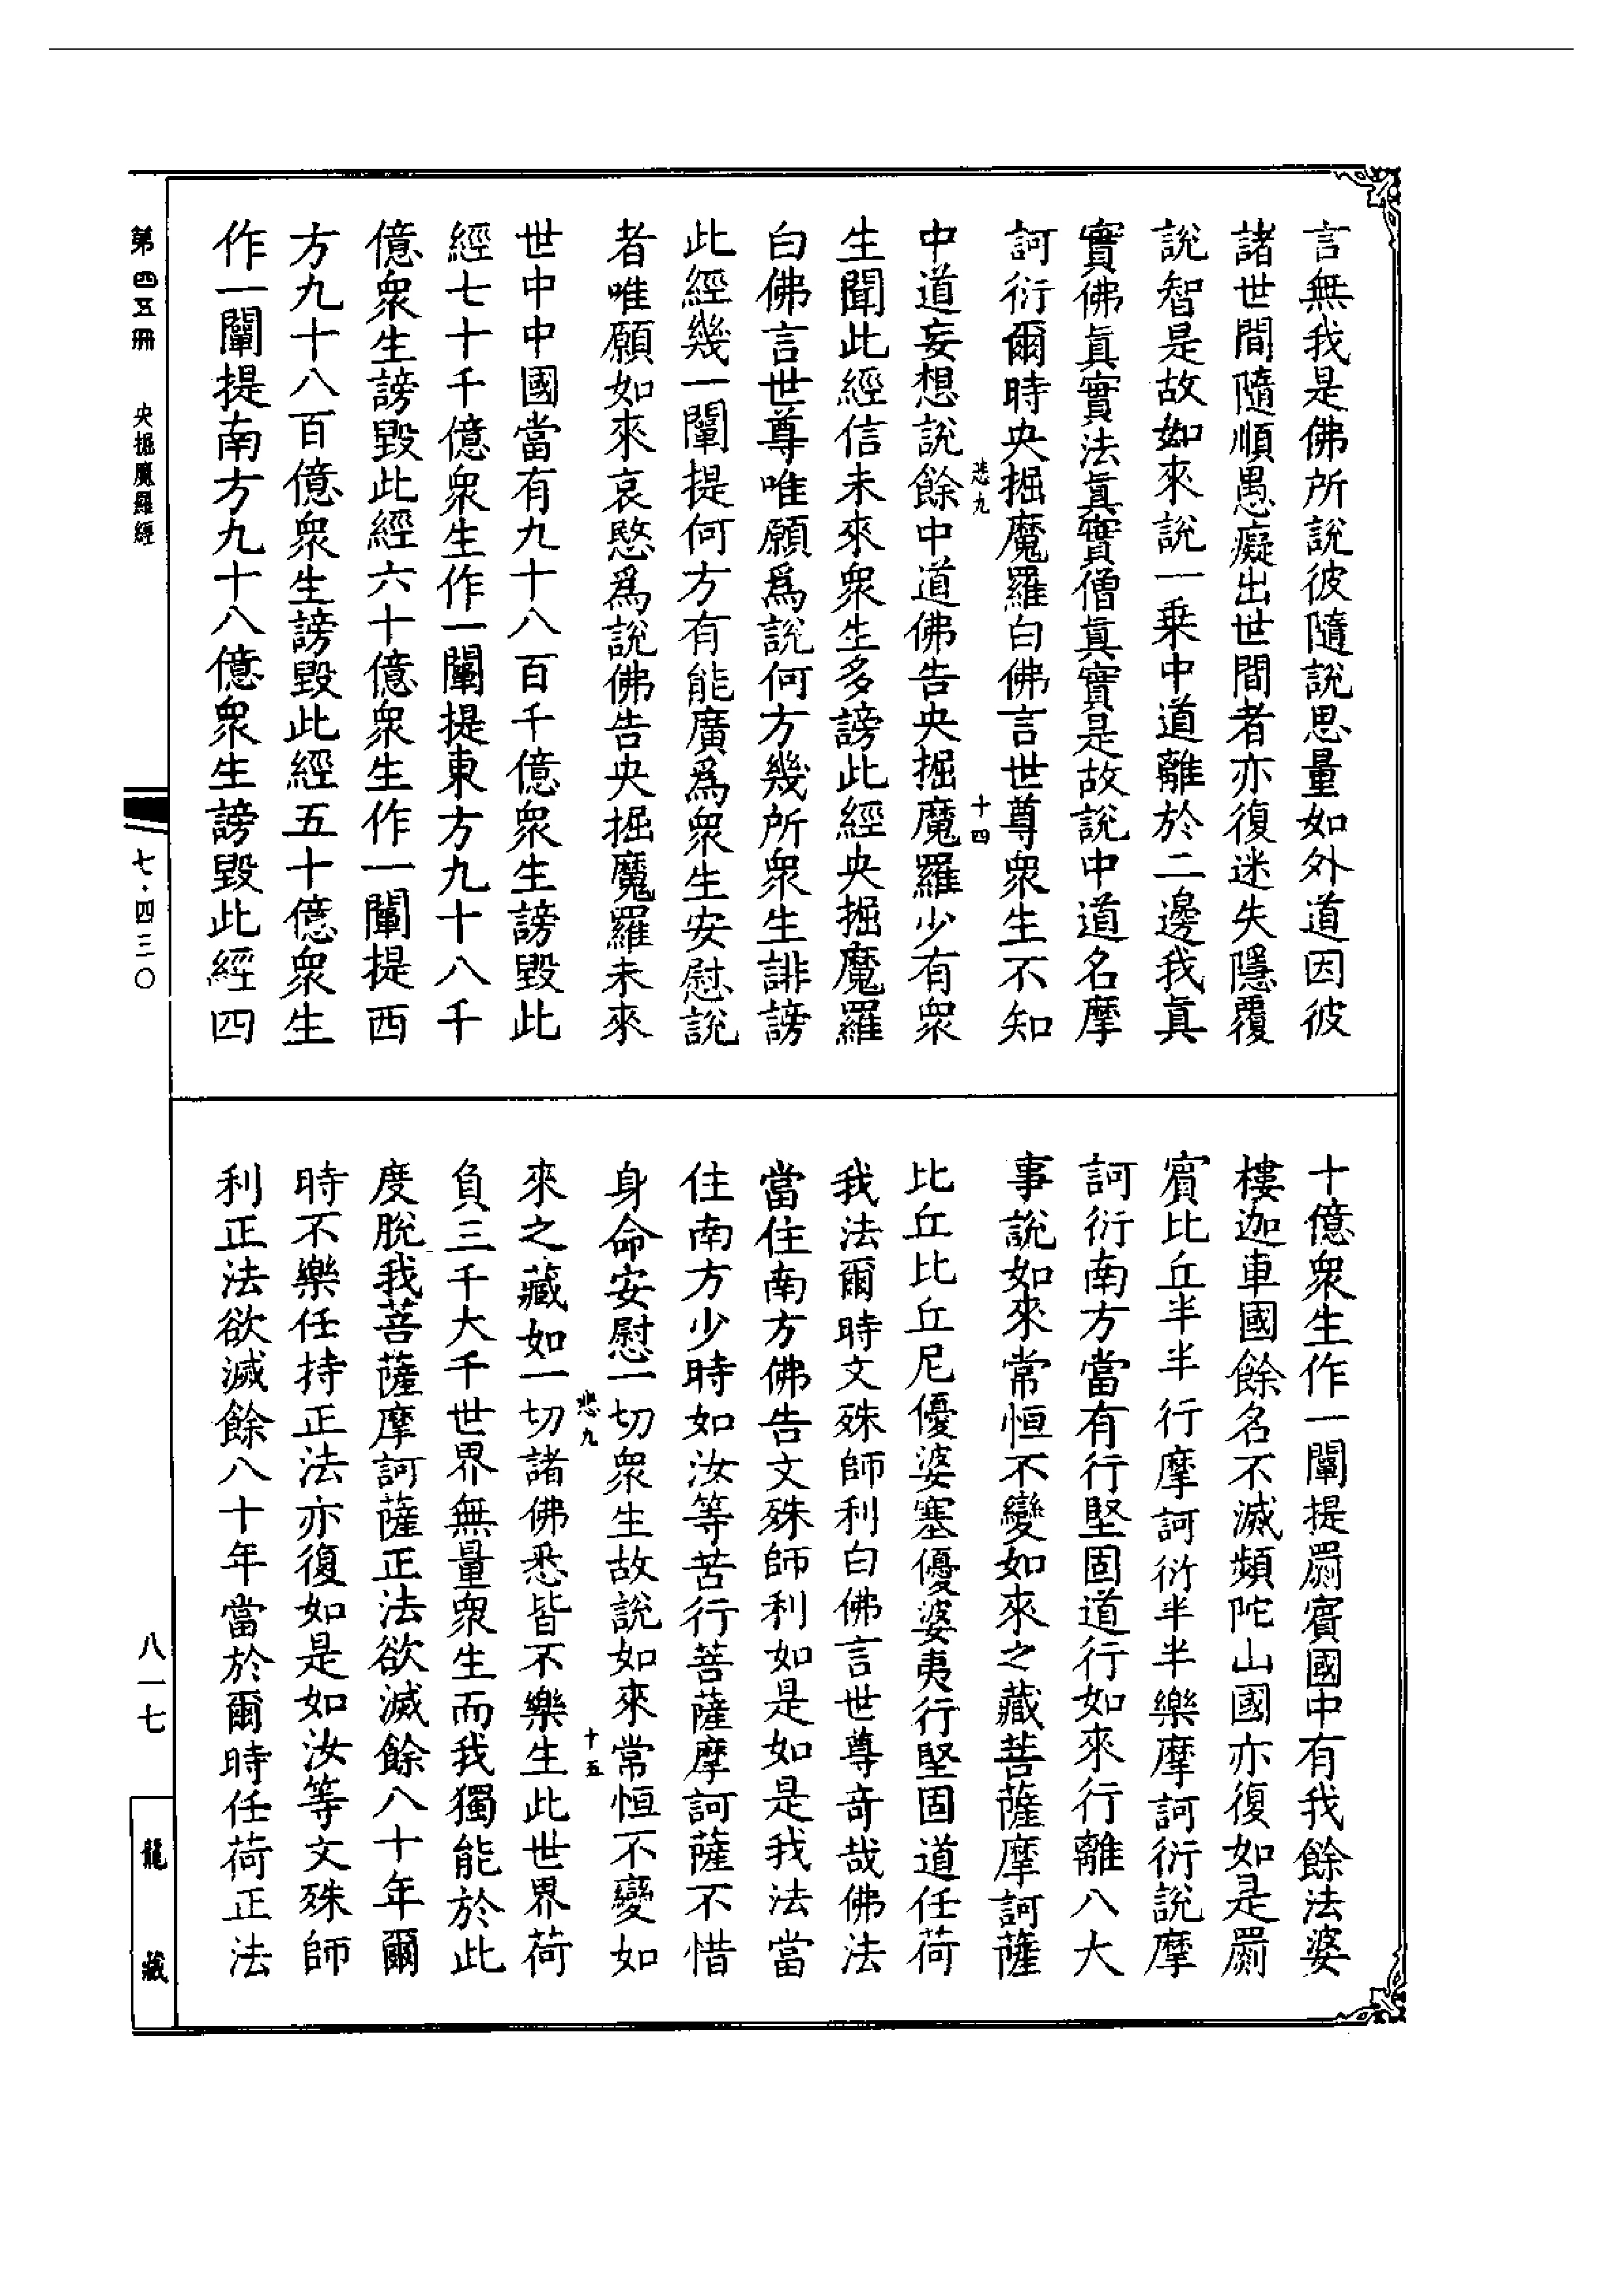 言無我是佛所說彼隨說思量如外道因彼
諸世間隨順愚癡出世間者亦復迷失隱覆
說智是故如來說一乗中道離於二邊我真
實佛真實法真實僧真實是故說中道名摩
訶衍爾時央掘魔羅白佛言世尊衆生不知
悲九
十四
中道妄想說餘中道佛告央掘魔羅少有衆
生聞此經信未來衆生多謗此經央掘魔羅
白佛言世尊唯願為說何方幾所衆生誹謗
此經幾一闡提何方有能廣為衆生安慰說
者唯願如來哀愍為說佛告央掘魔羅未來
世中中國當有九十八百千億衆生謗毀此
經七十千億衆生作一闡提東方九十八千
億衆生謗毀此經六十億衆生作一闡提西
方九十八百億衆生謗毀此經五十億衆生
作一闡提南方九十八億衆生謗毀此經四
十億衆生作一闡提罽賓國中有我餘法婆
樓迦車國餘名不滅頻陀山國亦復如是罽
賓比丘半半行摩訶衍半半樂摩訶衍說摩
訶衍南方當有行堅固道行如來行離八大
事說如來常恒不變如來之藏菩薩摩訶薩
比丘比丘尼優婆塞優婆夷行堅固道任荷
我法爾時文殊師利白佛言世尊奇哉佛法
當住南方佛告文殊師利如是如是我法當
住南方少時如汝等苦行菩薩摩訶薩不惜
身命安慰一切衆生故說如來常恒不變如
悲九
十五
來之藏如一切諸佛悉皆不樂生此世界荷
負三千大千世界無量衆生而我獨能於此
度脫我菩薩摩訶薩正法欲滅餘八十年爾
時不樂任持正法亦復如是如汝等文殊師
利正法欲滅餘八十年當於爾時任荷正法
第四五冊
央掘魔羅經
七·四三〇
八一七
龍藏